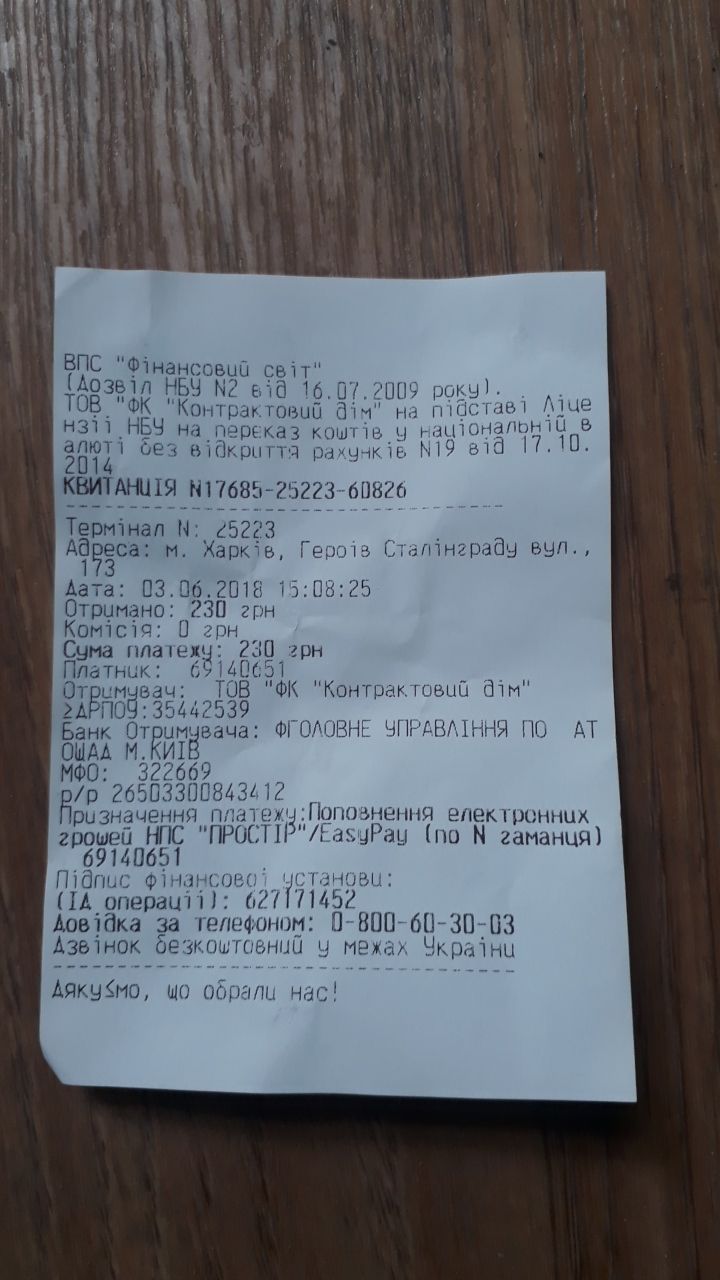 ВПС "Фінансовий світ"
(Дозвіл НБУ N2 від 16.07.2009 року).
ТОВ "ФК "Контрактовий дім" на підставі Ліце
нзії НБУ на переказ коштів у національній в
алюті без відкриття рахунків N19 від 17.10.
2014
КВИТАНЦІЯ N17685-25223-60826
Термінал N: 25223
Адреса: м. Харків, Героїв Сталінграду вул.,
173
Дата: 03.06.2018 15:08:25
Отримано: 230 грн
Комісія: 0 грн
Сума платежу: 230 грн
Платник: 69140651
Отримувач: ТОВ "ФК "Контрактовий дім"
≥ДРПОУ:35442539
Банк Отримувача: ФГОЛОВНЕ УПРАВЛІННЯ ПО АТ
ОЩАД М.КИЇВ
МФО: 322669
р/р 26503300843412
Призначення платежу:Поповнення електронних
грошей НПС "ПРОСТІР"/EasyPay (по N гаманця)
69140651
Підпис фінансової установи:
(ІД операції): 627171452
Довідка за телефоном: 0-800-60-30-03
Дзвінок безкоштовний у межах України
Дяку≤мо, що обрали нас!